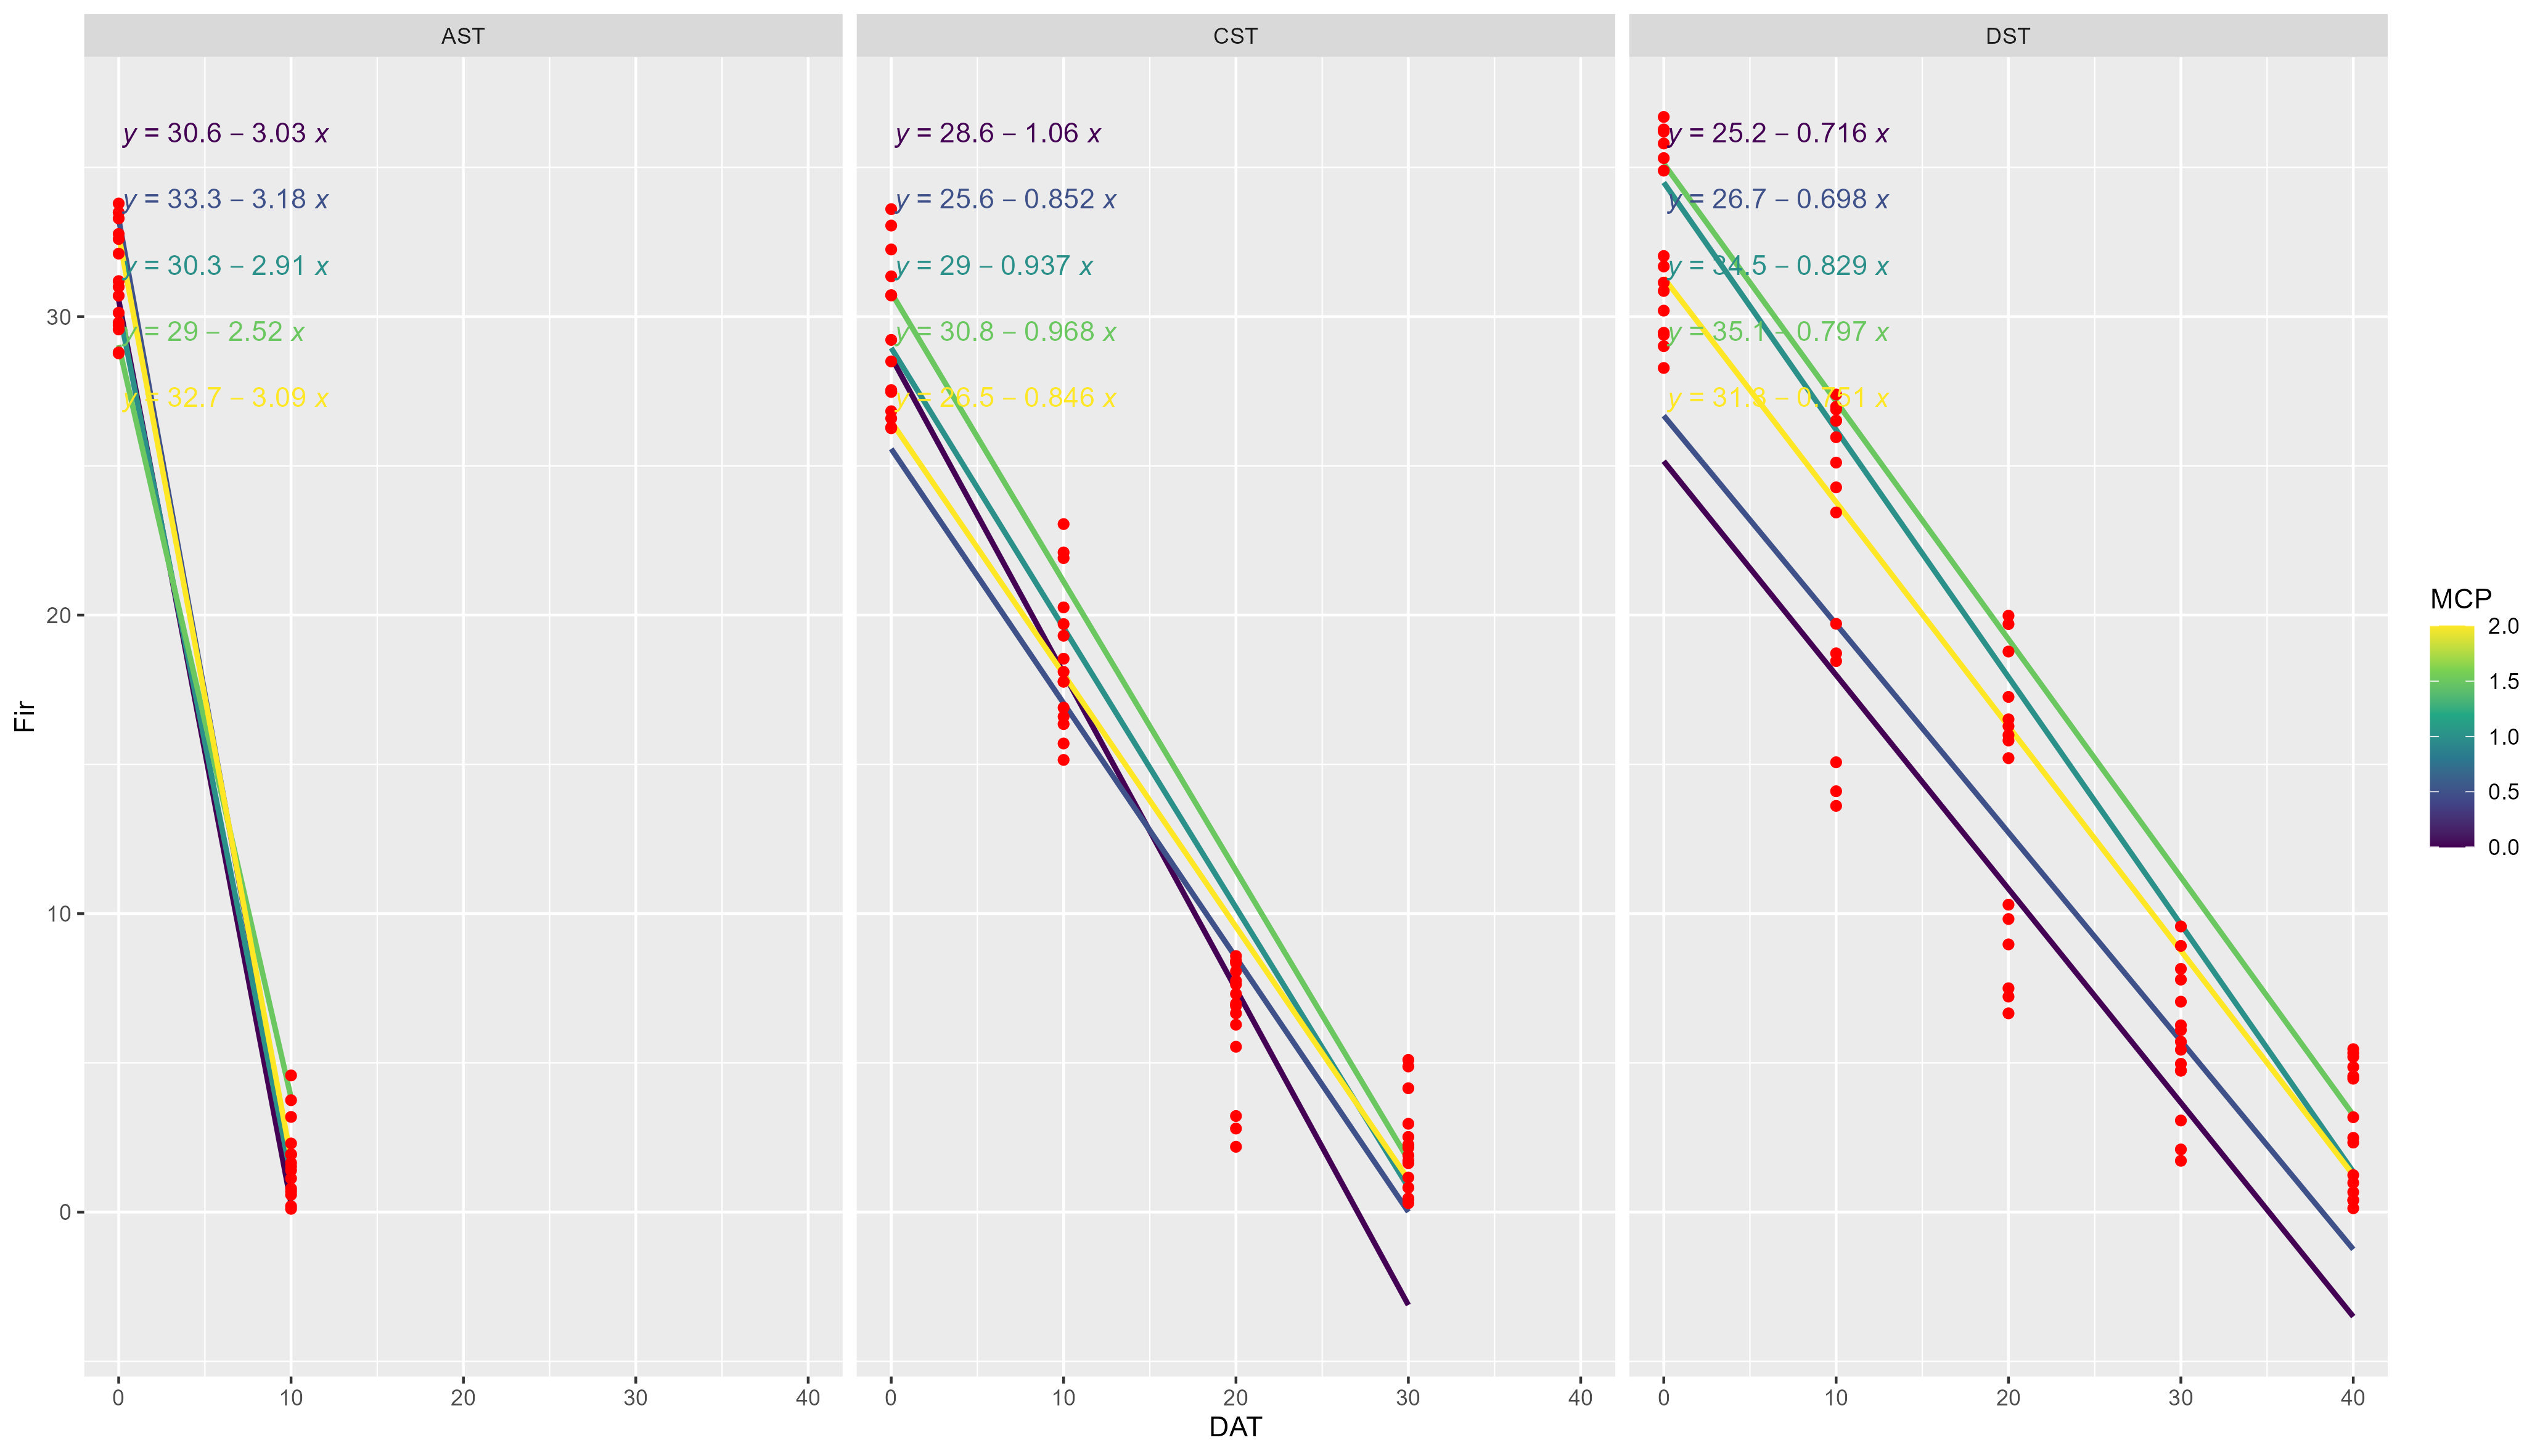 AST
CST
DST
y = 30.6 − 3.03 x
y = 33.3 − 3.18 x
y = 30.3 − 2.91 x
y = 29 − 2.52 x
y = 32.7 − 3.09 x
y = 28.6 − 1.06 x
y = 25.6 − 0.852 x
y = 29 − 0.937 x
y = 30.8 − 0.968 x
y = 26.5 − 0.846 x
y = 25.2 − 0.716 x
y = 26.7 − 0.698 x
y = 34.5 − 0.829 x
y = 35.1 − 0.797 x
y = 31.3 − 0.751 x
30
20
10
0
Fir
0 10 20 30 40
0 10 20 30 40
0 10 20 30 40
DAT
MCP
2.0
1.5
1.0
0.5
0.0